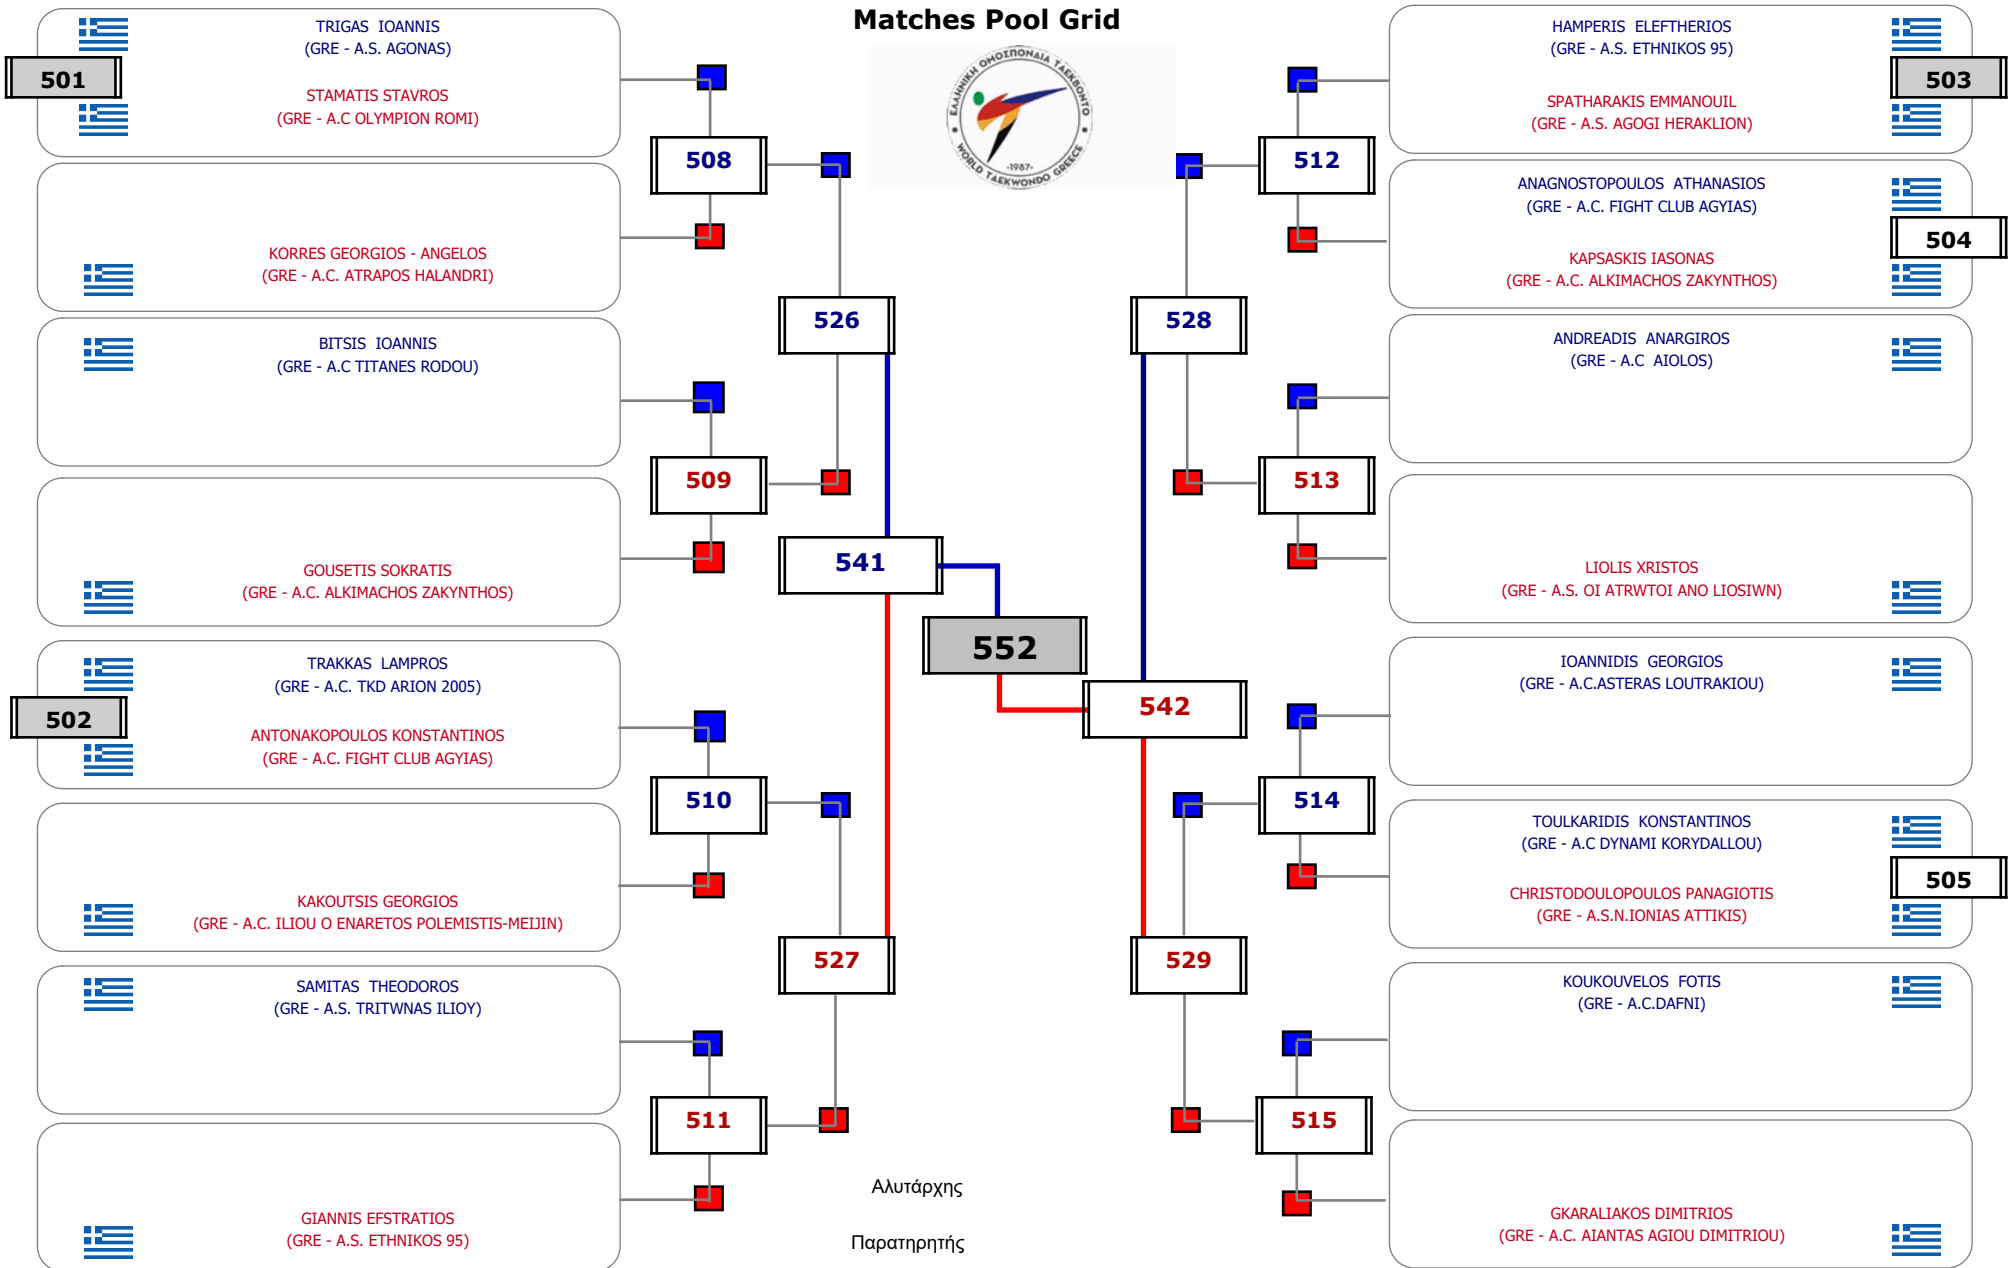 Matches Pool Grid
ΕΛΛΗΝΙΚΗ ΟΜΟΣΠΟΝΔΙΑ ΤΑΕΚΒΟΝΤΟ
-1987-
WORLD TAEKWONDO GREECE
TRIGAS IOANNIS
(GRE - A.S. AGONAS)
501
STAMATIS STAVROS
(GRE - A.C OLYMPION ROMI)
508
KORRES GEORGIOS - ANGELOS
(GRE - A.C. ATRAPOS HALANDRI)
526
BITSIS IOANNIS
(GRE - A.C TITANES RODOU)
509
GOUSETIS SOKRATIS
(GRE - A.C. ALKIMACHOS ZAKYNTHOS)
541
TRAKKAS LAMPROS
(GRE - A.C. TKD ARION 2005)
502
ANTONAKOPOULOS KONSTANTINOS
(GRE - A.C. FIGHT CLUB AGYIAS)
510
KAKOUTSIS GEORGIOS
(GRE - A.C. ILIOU O ENARETOS POLEMISTIS-MEIJIN)
527
SAMITAS THEODOROS
(GRE - A.S. TRITWNAS ILIOY)
511
GIANNIS EFSTRATIOS
(GRE - A.S. ETHNIKOS 95)
552
HAMPERIS ELEFTHERIOS
(GRE - A.S. ETHNIKOS 95)
503
SPATHARAKIS EMMANOUIL
(GRE - A.S. AGOGI HERAKLION)
512
ANAGNOSTOPOULOS ATHANASIOS
(GRE - A.C. FIGHT CLUB AGYIAS)
504
KAPSASKIS IASONAS
(GRE - A.C. ALKIMACHOS ZAKYNTHOS)
528
ANDREADIS ANARGIROS
(GRE - A.C AIOLOS)
513
LIOLIS XRISTOS
(GRE - A.S. OI ATRWTOI ANO LIOSIWN)
542
IOANNIDIS GEORGIOS
(GRE - A.C.ASTERAS LOUTRAKIOU)
514
TOULKARIDIS KONSTANTINOS
(GRE - A.C DYNAMI KORYDALLOU)
505
CHRISTODOULOPOULOS PANAGIOTIS
(GRE - A.S.N.IONIAS ATTIKIS)
529
KOUKOUVELOS FOTIS
(GRE - A.C.DAFNI)
515
GKARALIAKOS DIMITRIOS
(GRE - A.C. AIANTAS AGIOU DIMITRIOU)
Αλυτάρχης
Παρατηρητής